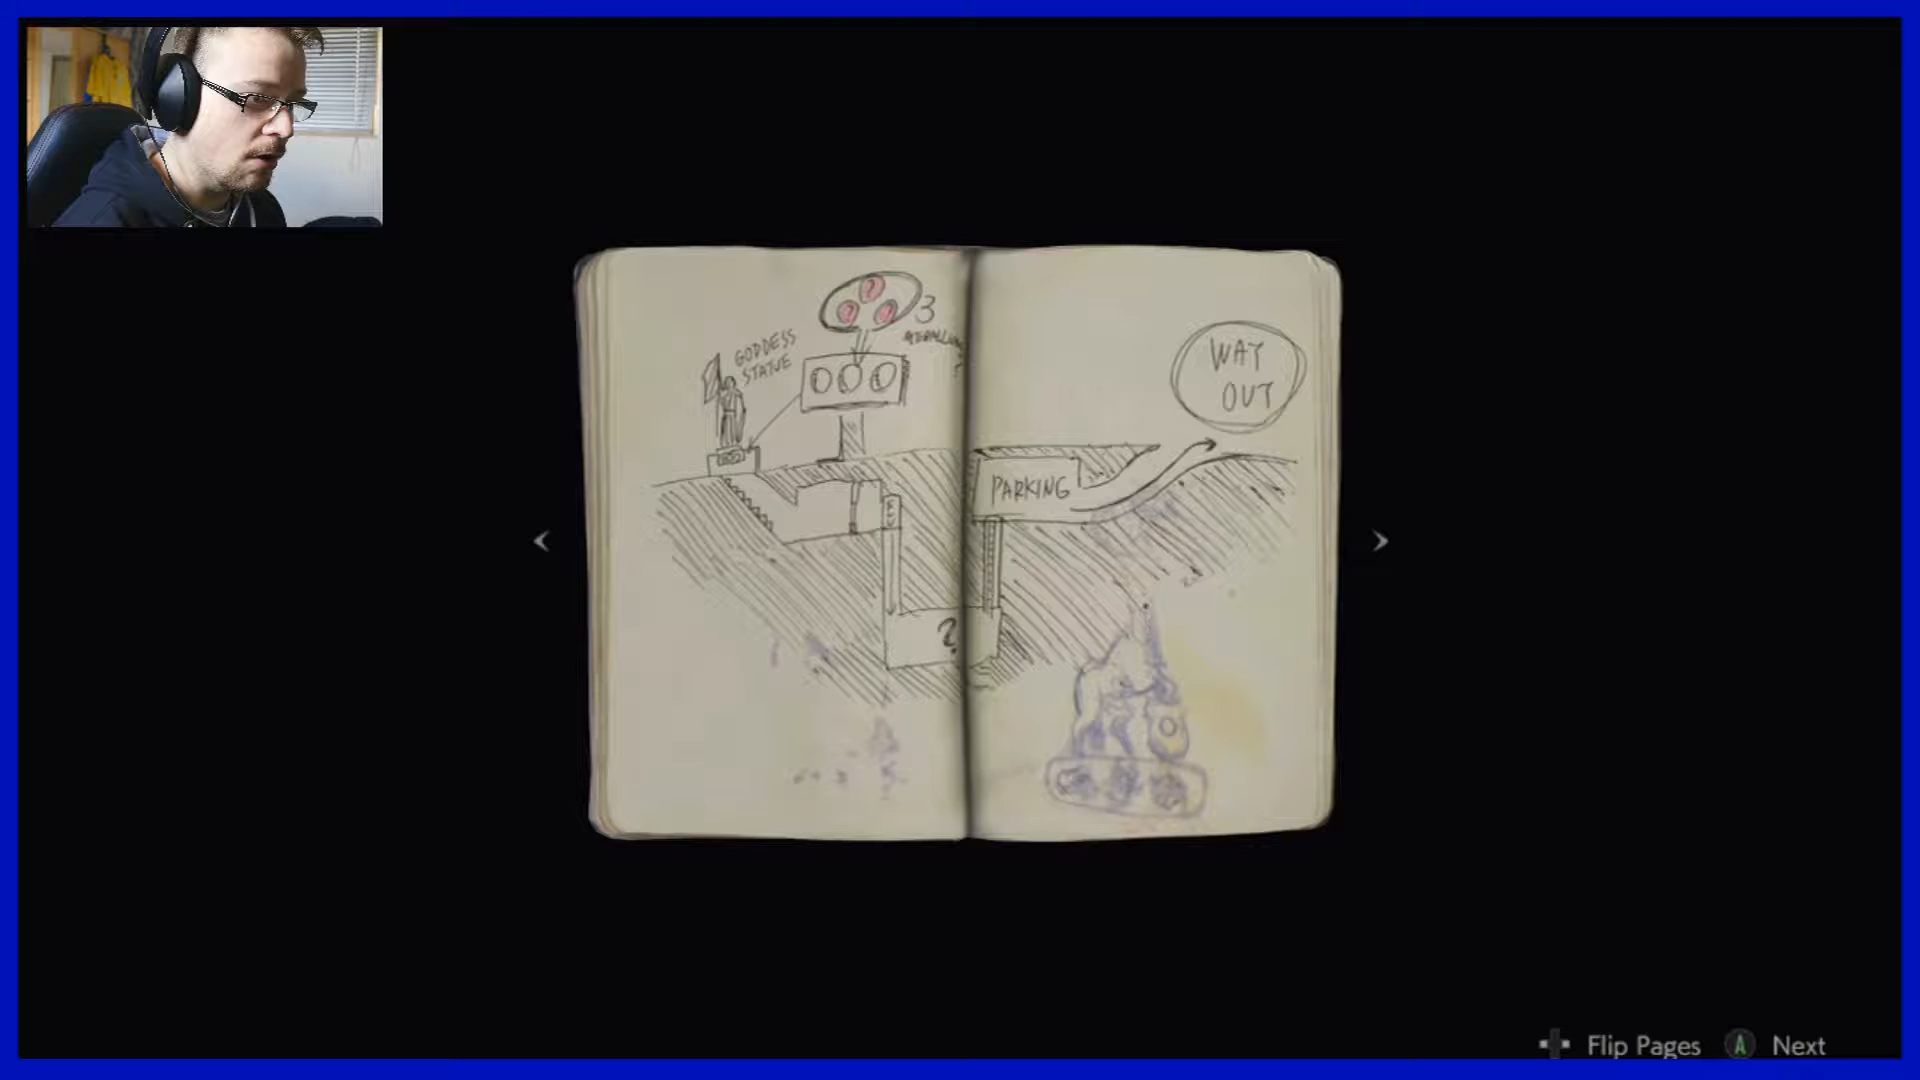 3
GODDESS
STATUE
?
WAY
OUT
PARKING
?
Flip Pages
A Next